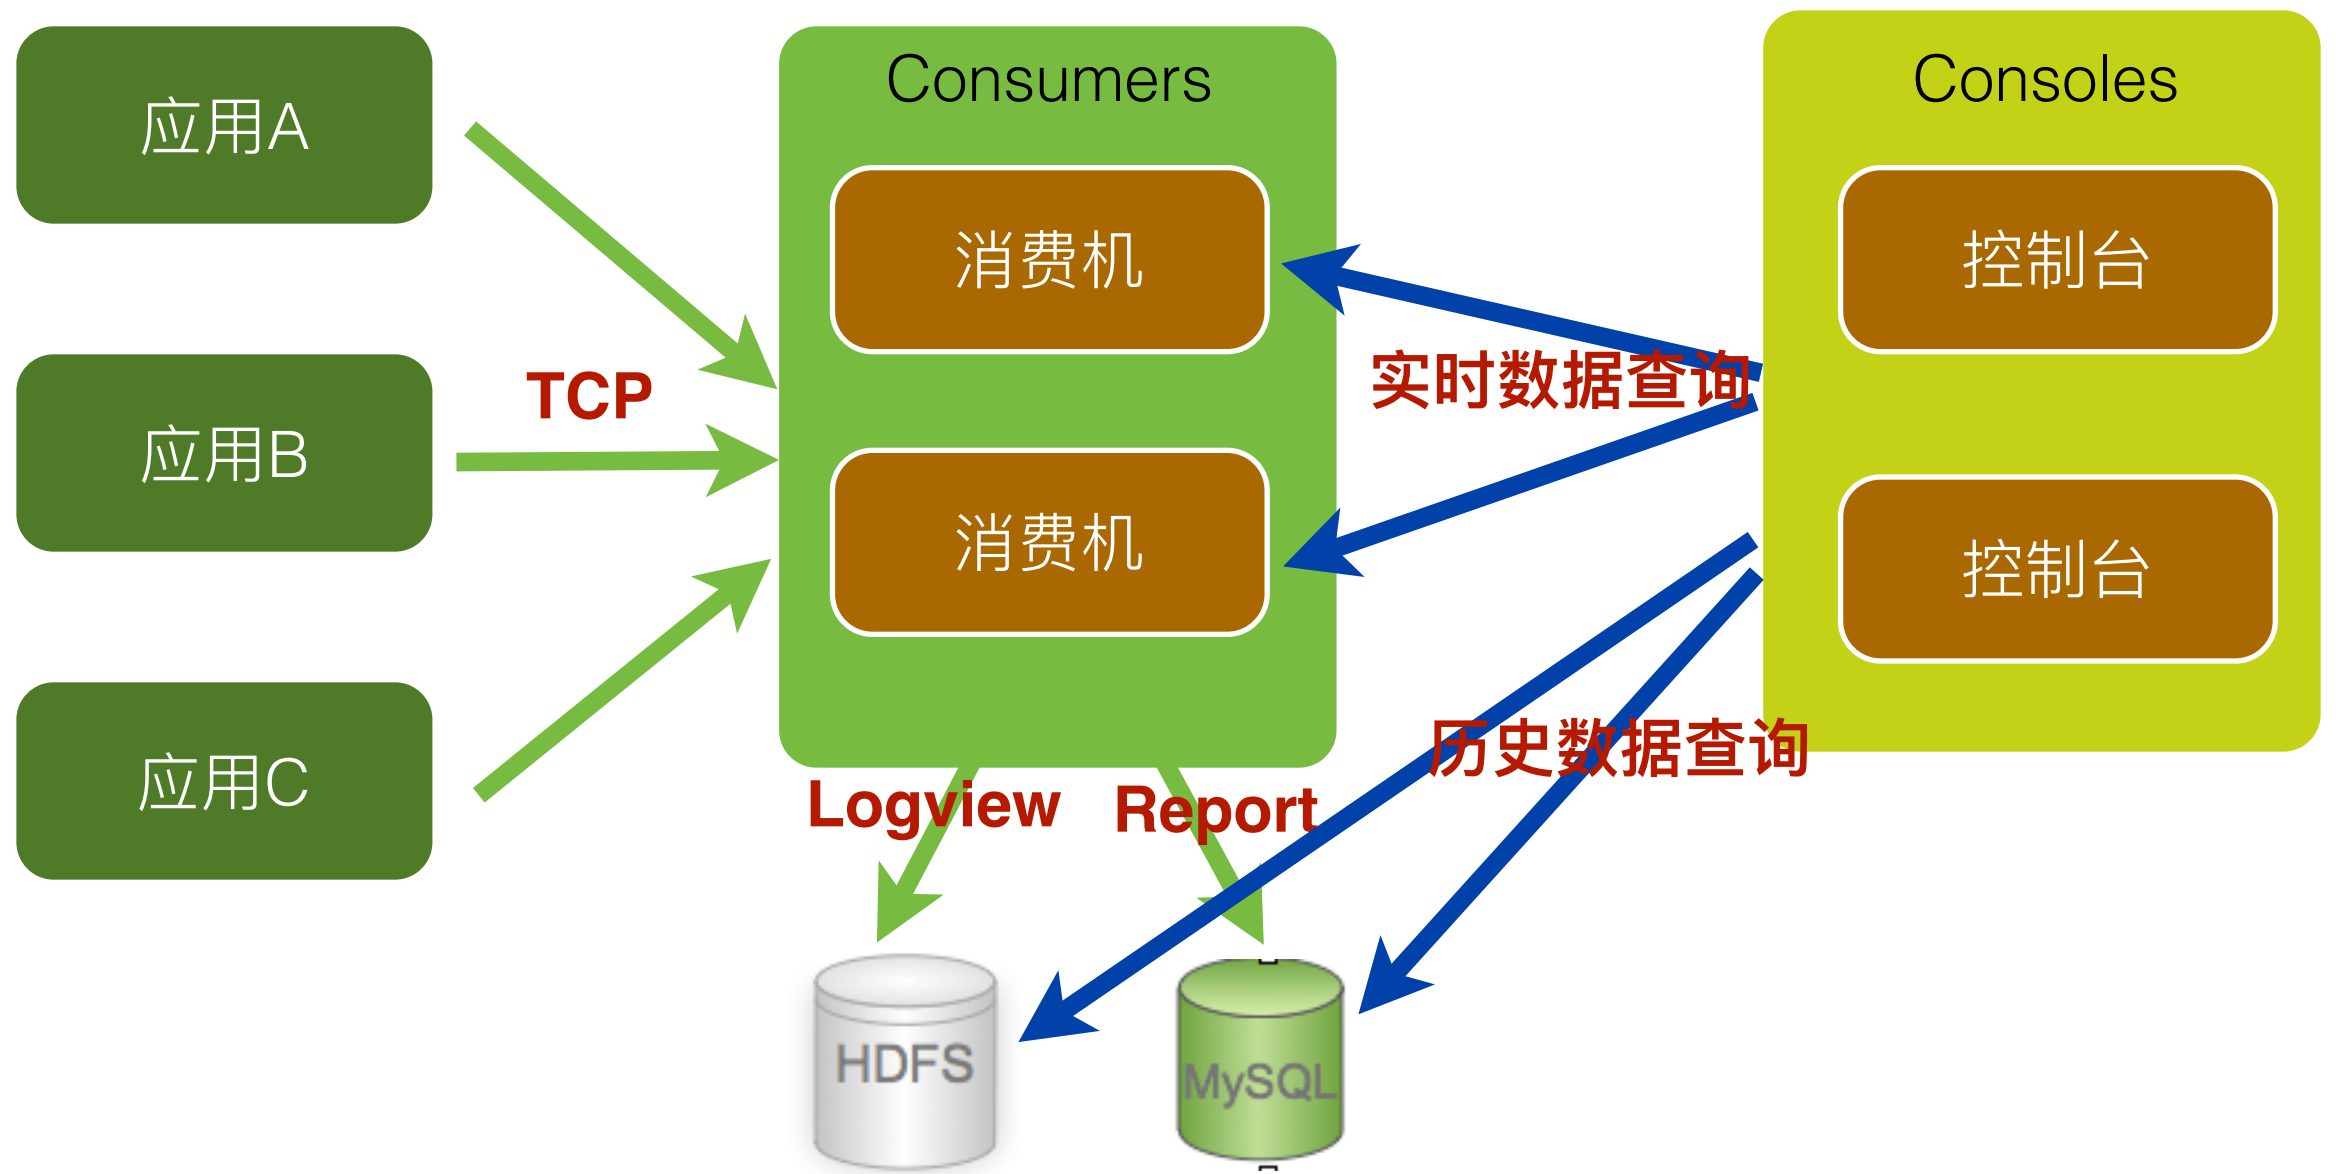 应用A
应用B
应用C
TCP
Consumers
消费机
消费机
Consoles
控制台
控制台
实时数据查询
历史数据查询
Logview
Report
HDFS
MySQL